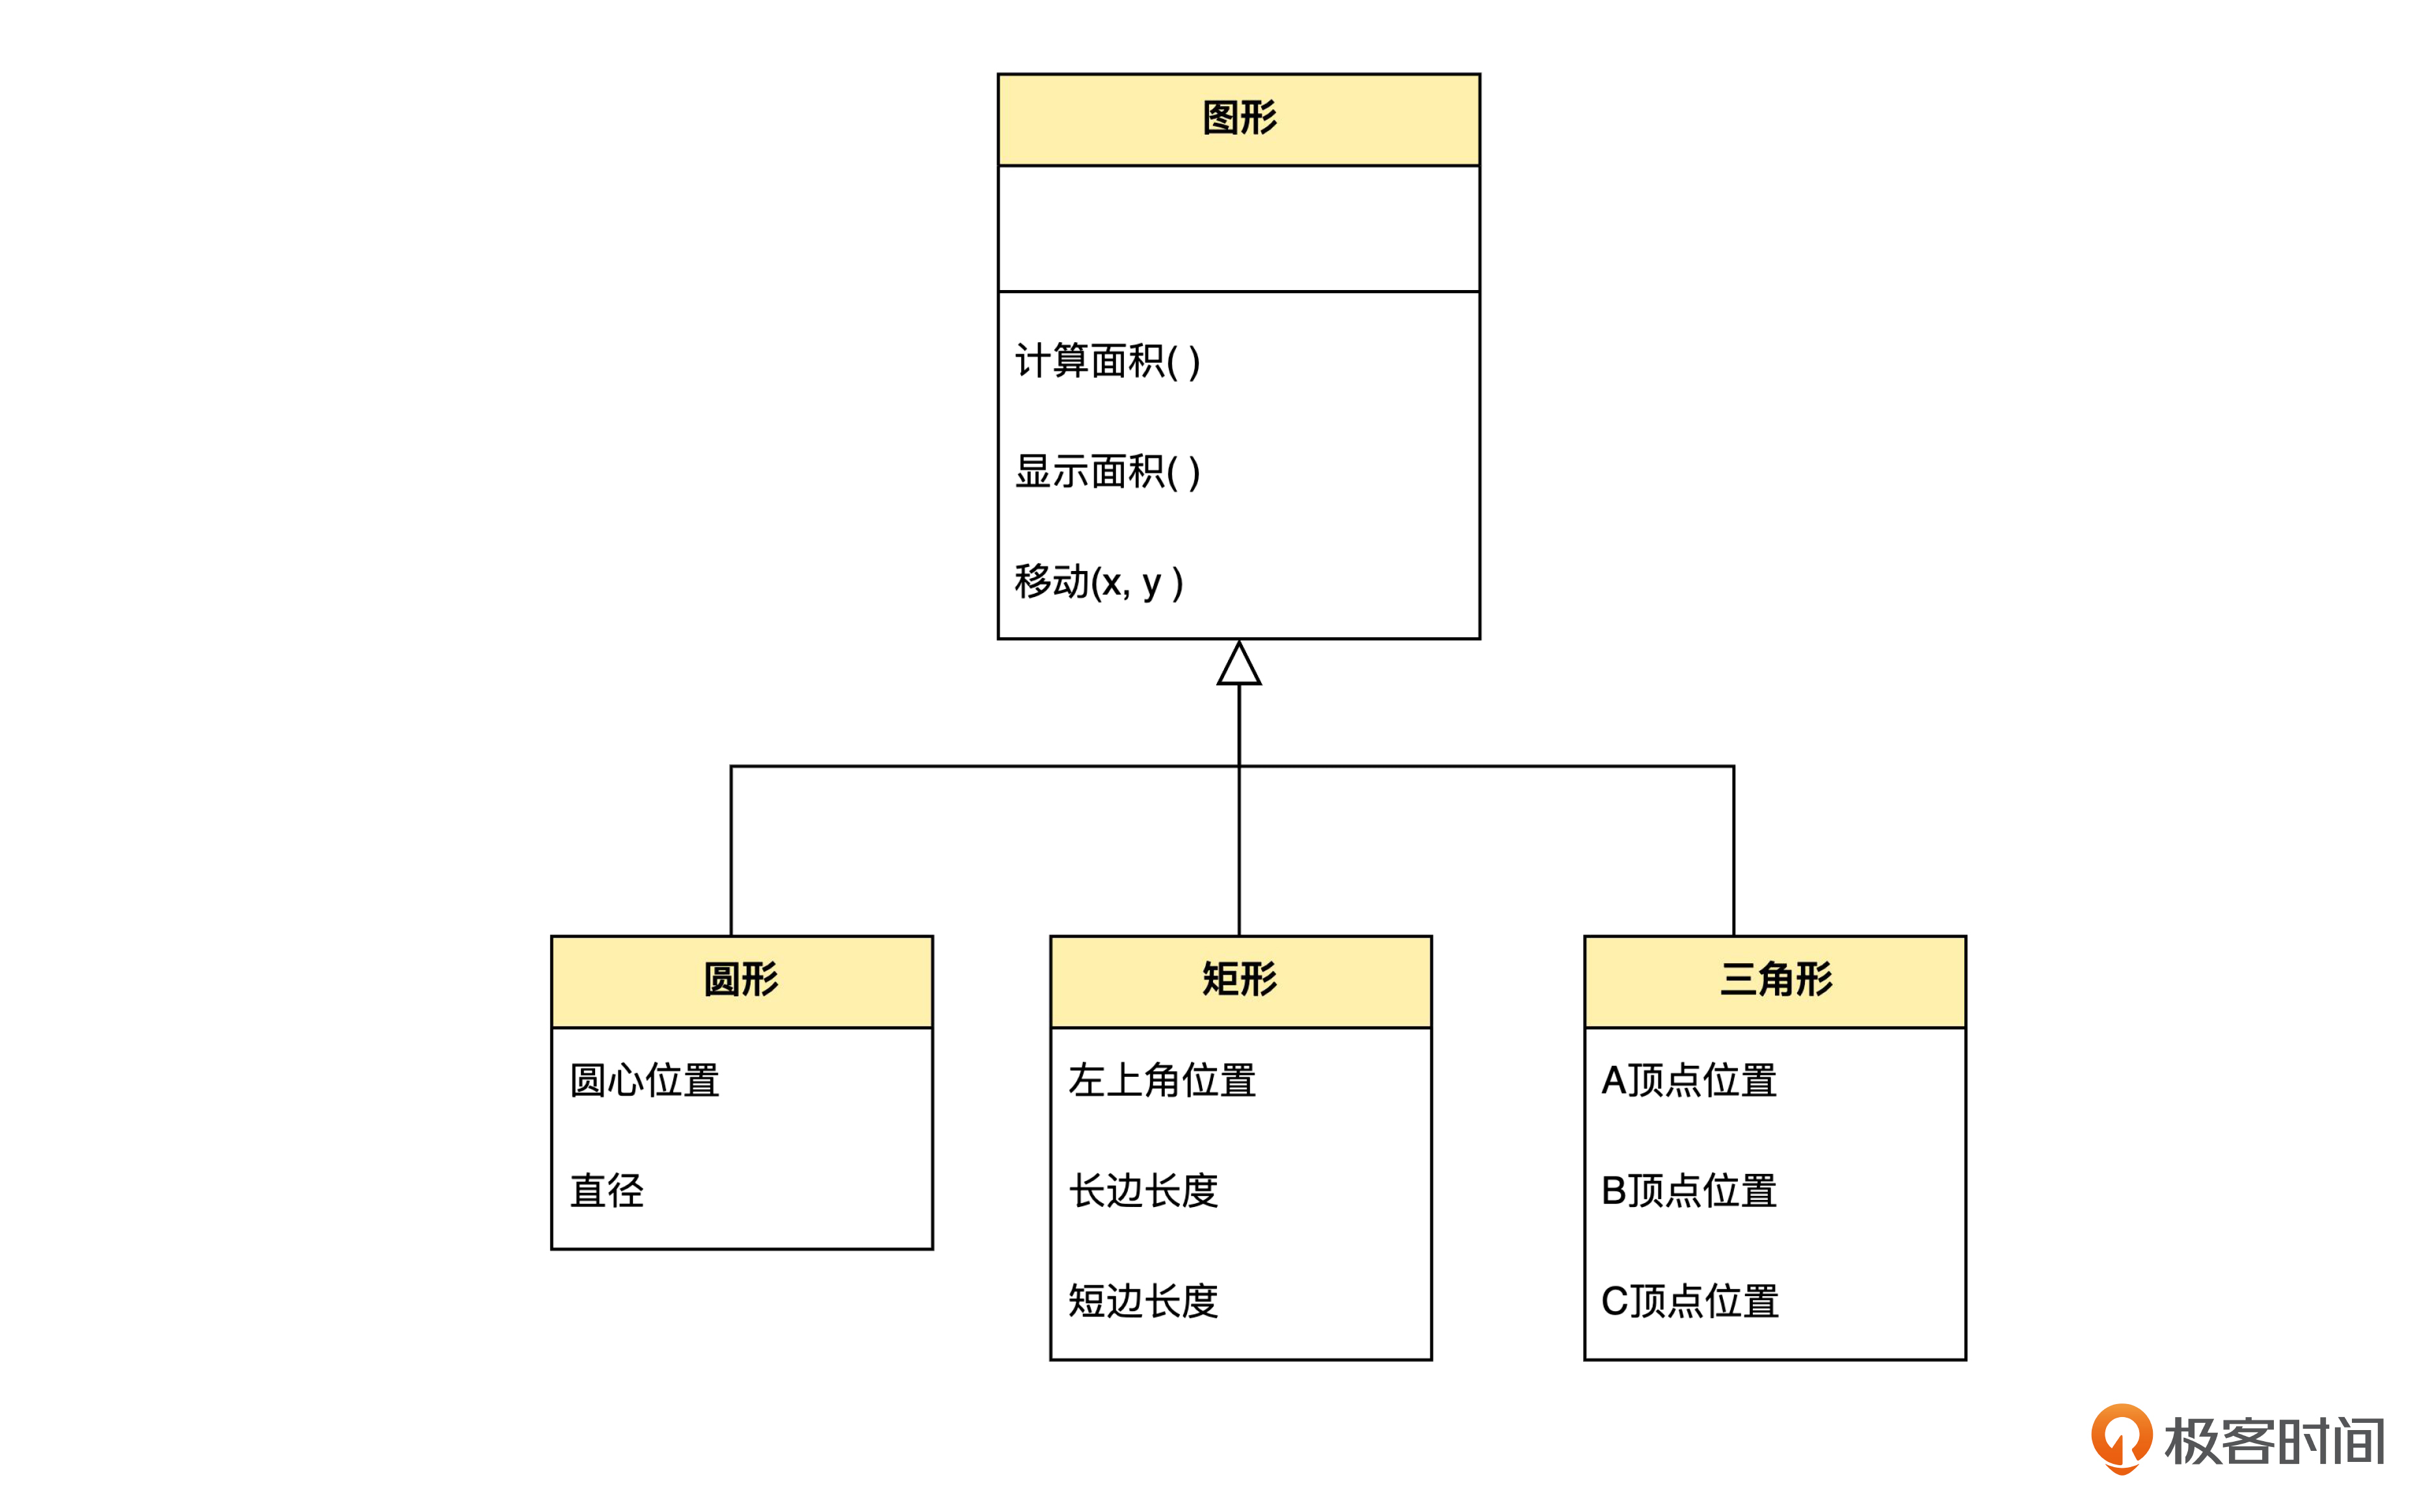 图形
计算面积( )
显示面积( )
移动(x, y )
圆形
圆心位置
直径
矩形
左上角位置
长边长度
短边长度
三角形
A顶点位置
B顶点位置
C顶点位置
极客时间